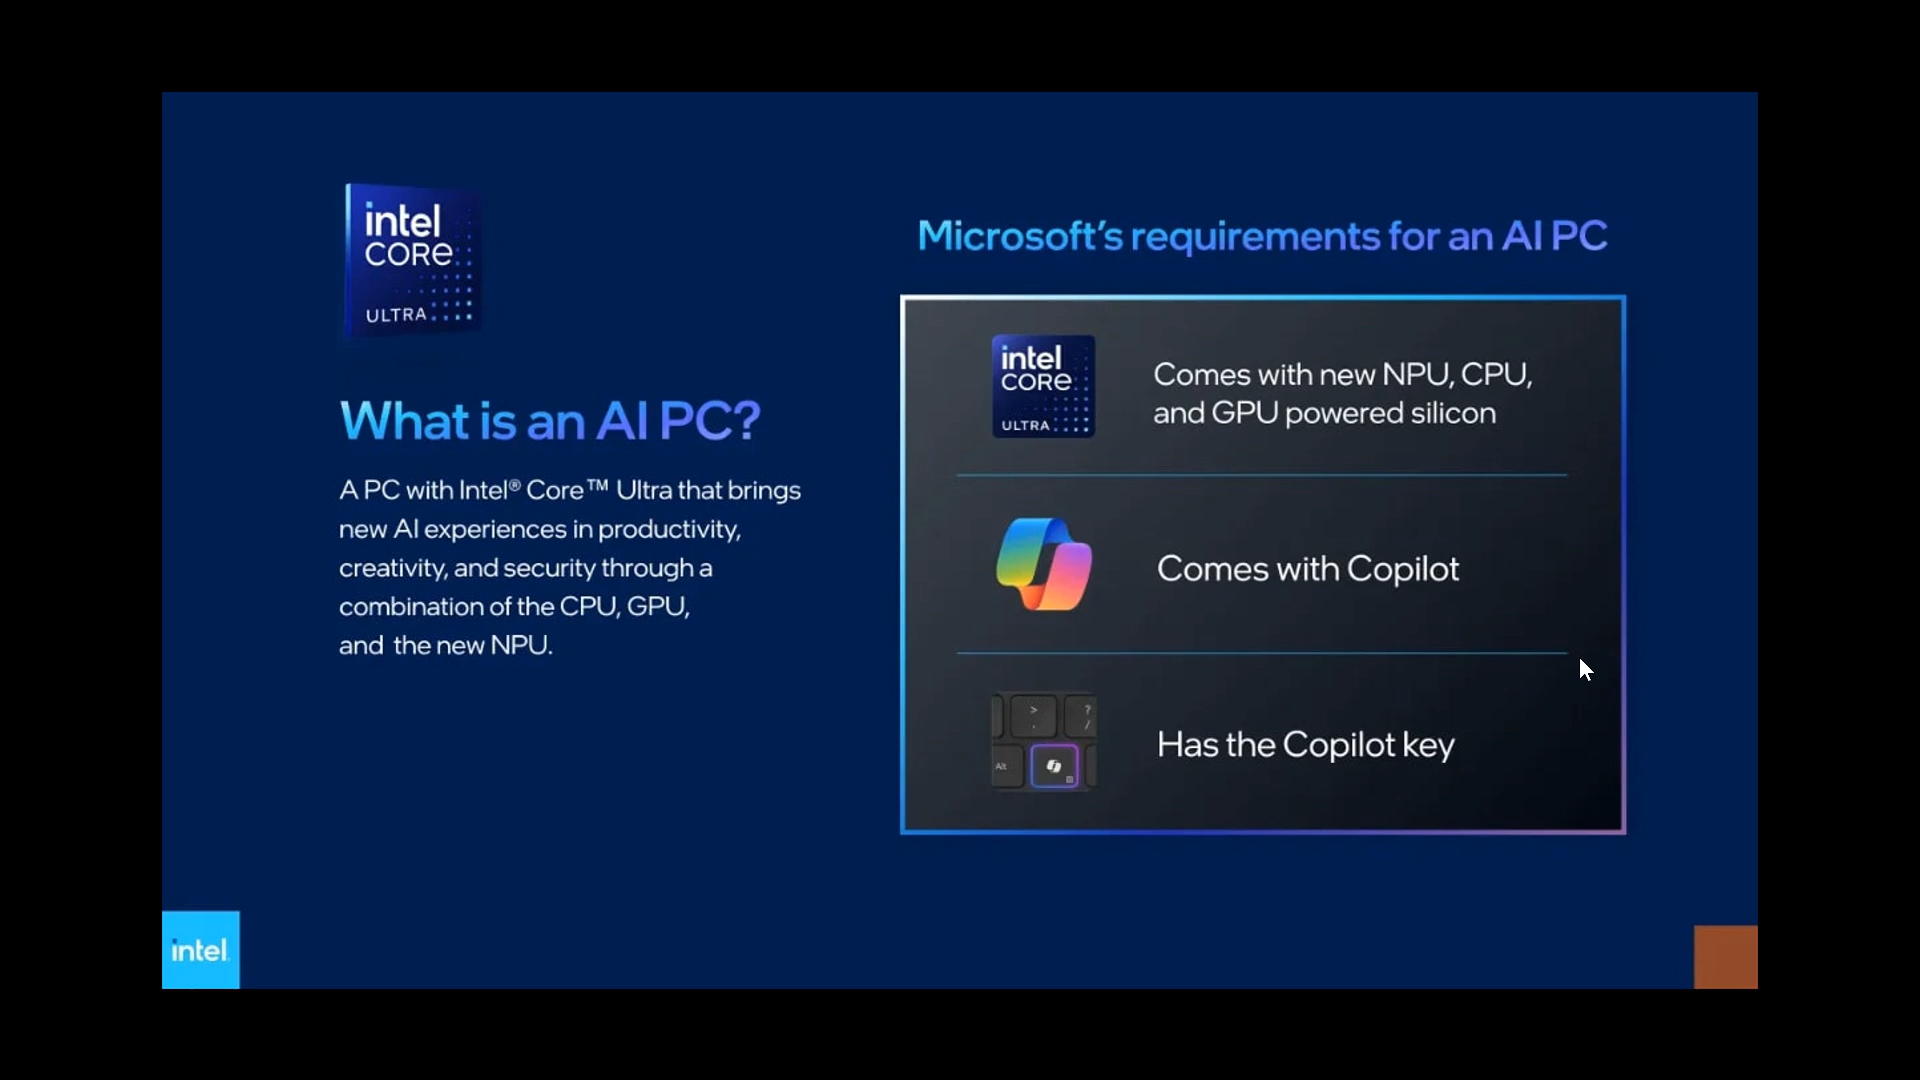 intel
CORE
ULTRA
What is an AI PC?
A PC with Intel® Core™ Ultra that brings
new AI experiences in productivity,
creativity, and security through a
combination of the CPU, GPU,
and the new NPU.
Microsoft's requirements for an AI PC
intel
CORE
ULTRA
Comes with new NPU, CPU,
and GPU powered silicon
Comes with Copilot
>
.
?
/
Alt
Has the Copilot key
intel.